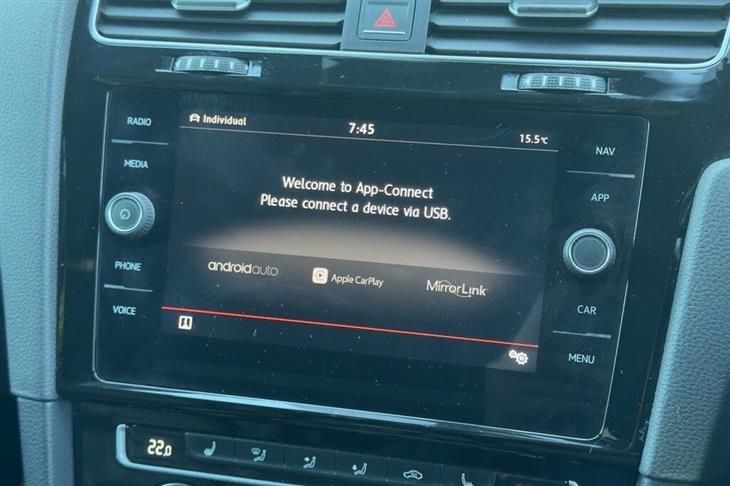 RADIO
MEDIA
PHONE
VOICE
Individual
7:45
15.5°C
Welcome to App-Connect
Please connect a device via USB.
androidauto
Apple CarPlay
MirrorLink
NAV
APP
CAR
MENU
22.0